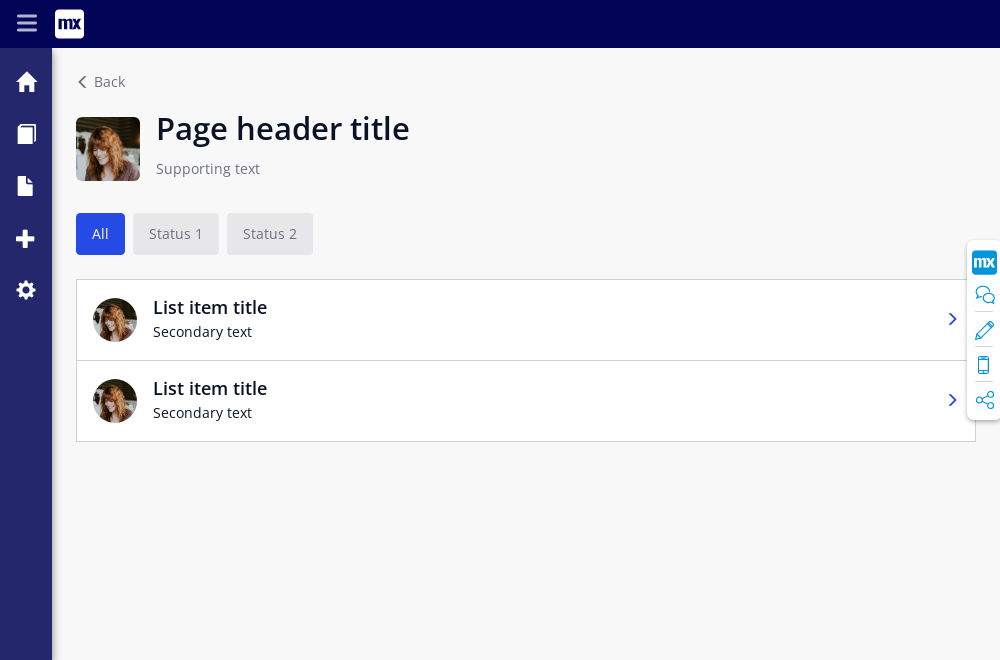 mx
Back
Page header title
Supporting text
All
Status 1
Status 2
mx
List item title
Secondary text
List item title
Secondary text